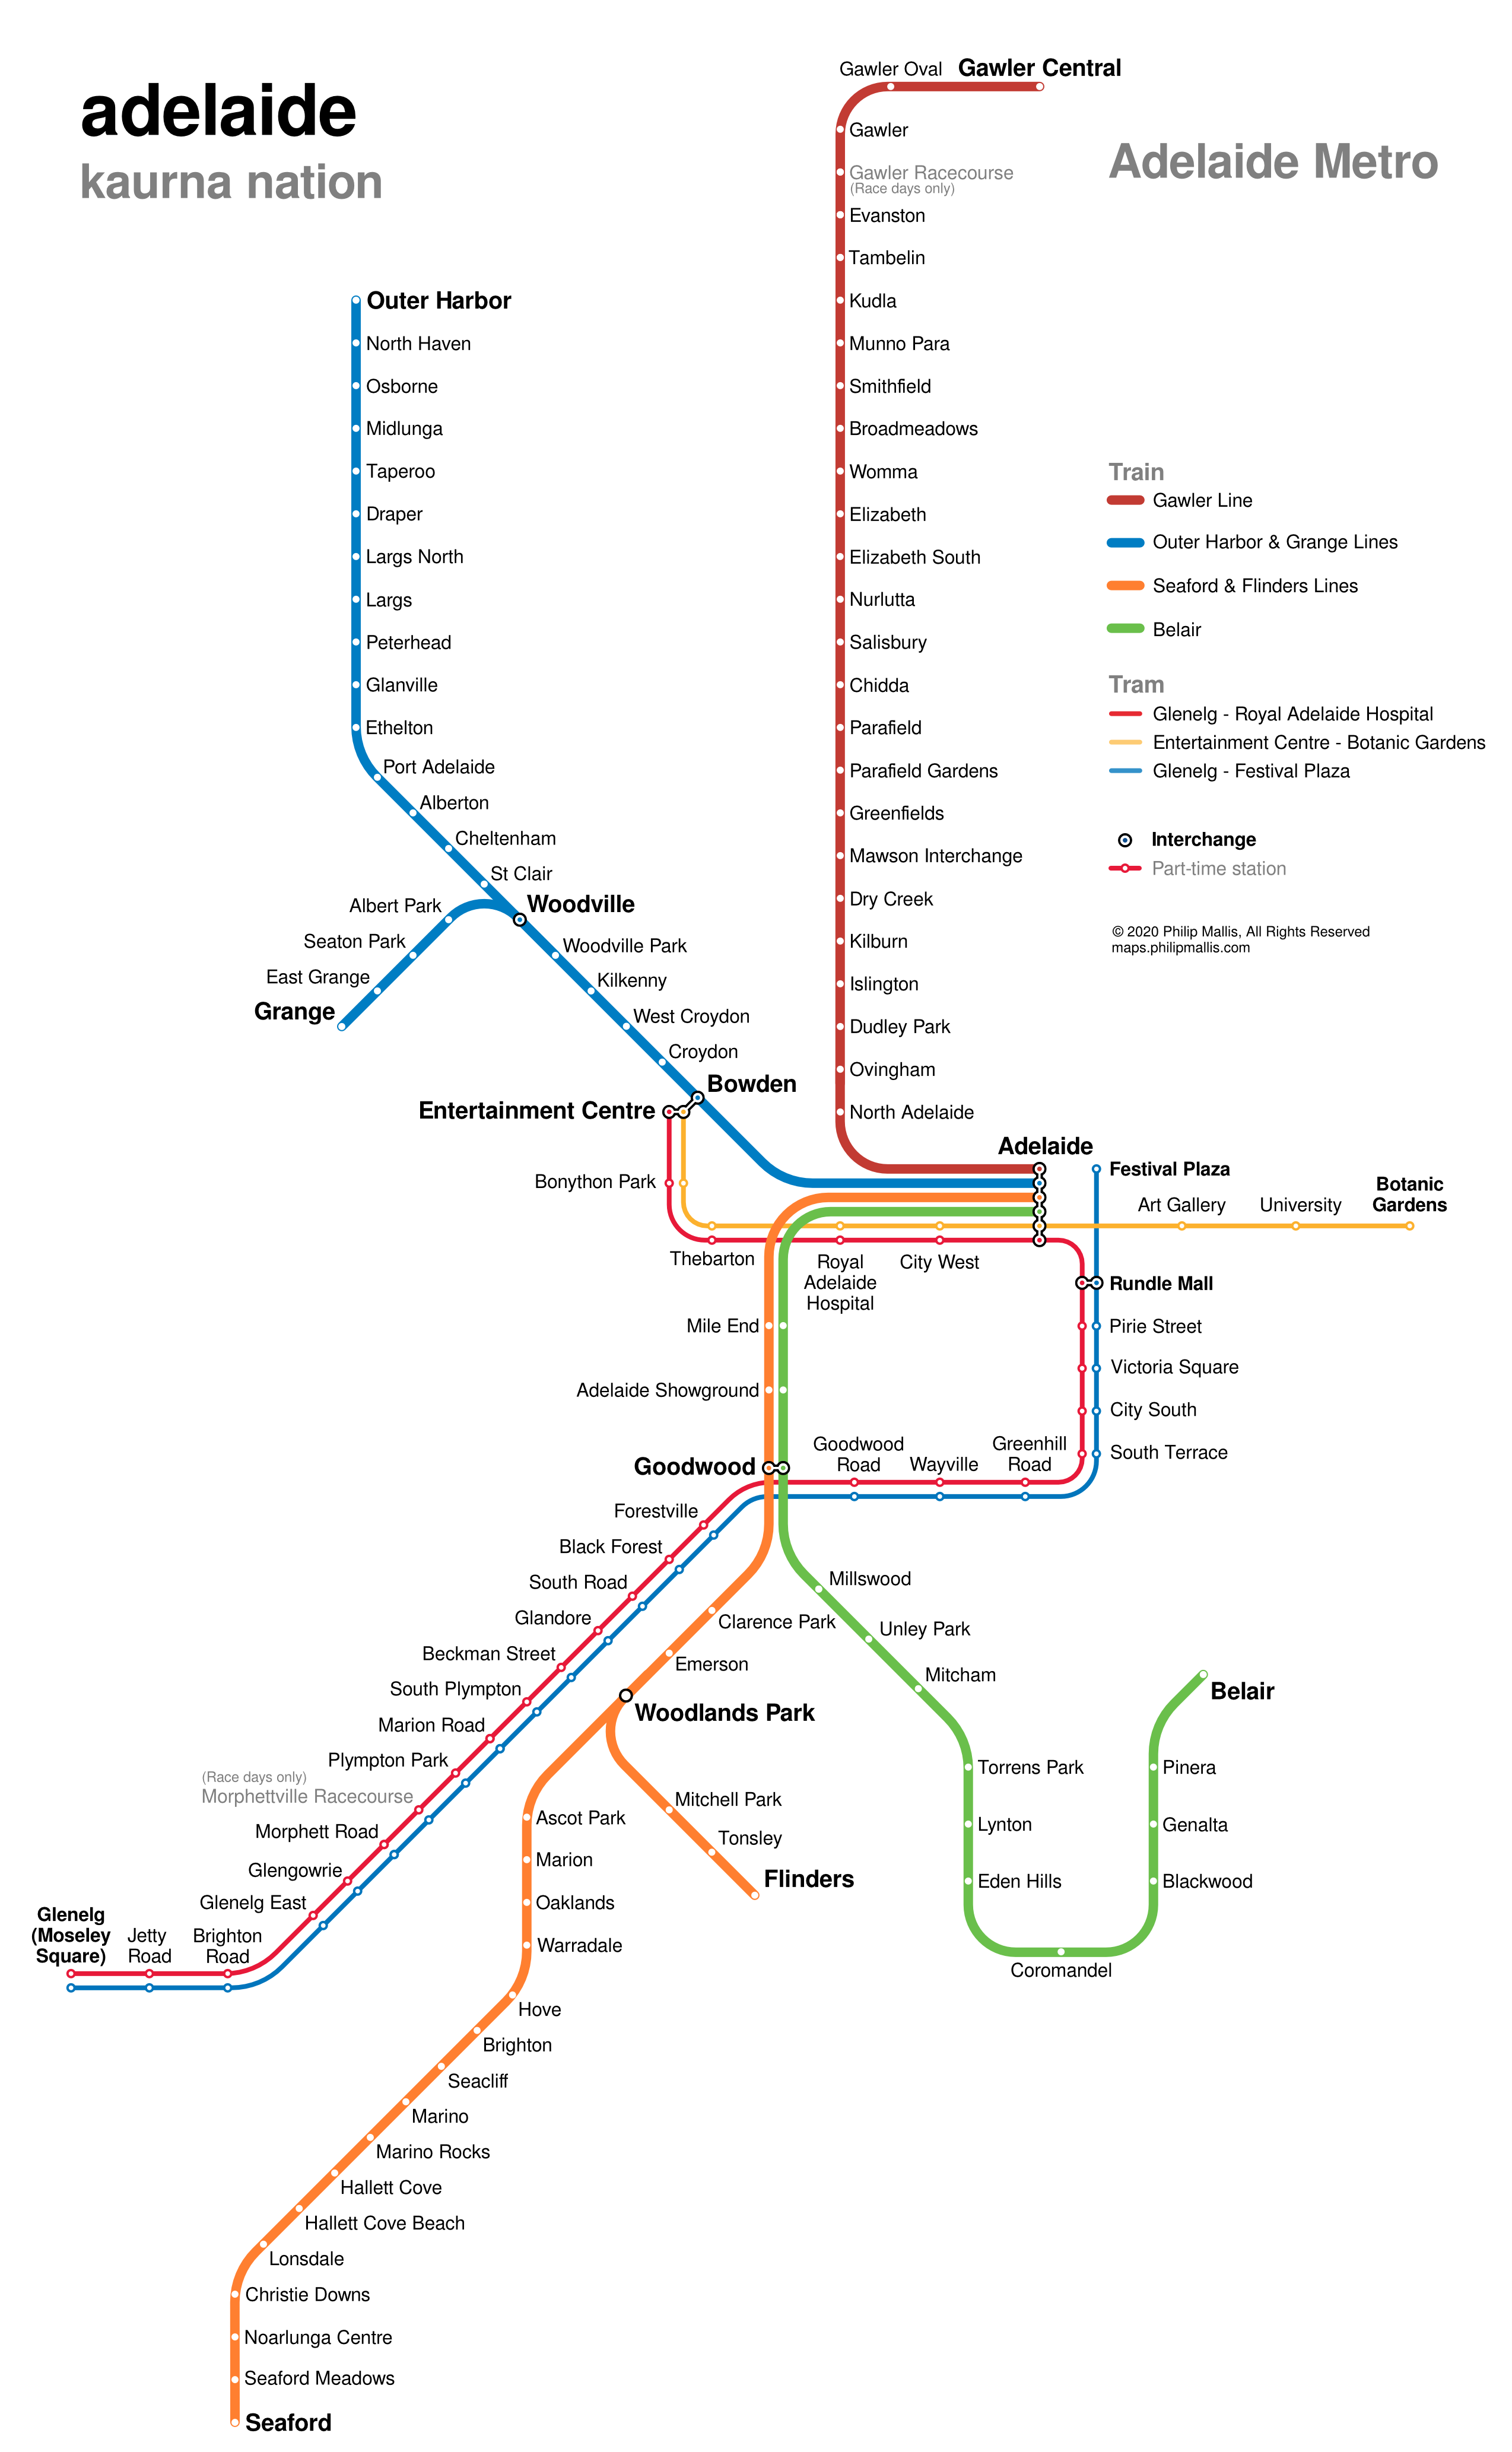 adelaide
kaurna nation
Adelaide Metro
Gawler Oval
Gawler Central
Gawler
Gawler Racecourse
(Race days only)
Evanston
Tambelin
Kudla
Munno Para
Smithfield
Broadmeadows
Womma
Elizabeth
Elizabeth South
Nurlutta
Salisbury
Chidda
Parafield
Parafield Gardens
Greenfields
Mawson Interchange
Dry Creek
Kilburn
Islington
Dudley Park
Ovingham
North Adelaide
Adelaide
Outer Harbor
North Haven
Osborne
Midlunga
Taperoo
Draper
Largs North
Largs
Peterhead
Glanville
Ethelton
Port Adelaide
Alberton
Cheltenham
St Clair
Woodville
Albert Park
Seaton Park
East Grange
Grange
Woodville Park
Kilkenny
West Croydon
Croydon
Bowden
Train
Gawler Line
Outer Harbor & Grange Lines
Seaford & Flinders Lines
Belair
Tram
Glenelg - Royal Adelaide Hospital
Entertainment Centre - Botanic Gardens
Glenelg - Festival Plaza
Interchange
Part-time station
© 2020 Philip Mallis, All Rights Reserved
maps.philipmallis.com
Entertainment Centre
Bonython Park
Thebarton
Royal
Adelaide
Hospital
City West
Festival Plaza
Art Gallery
University
Botanic
Gardens
Rundle Mall
Pirie Street
Victoria Square
City South
South Terrace
Mile End
Adelaide Showground
Goodwood
Goodwood
Road
Wayville
Greenhill
Road
Forestville
Black Forest
South Road
Glandore
Beckman Street
South Plympton
Marion Road
Plympton Park
(Race days only)
Morphettville Racecourse
Morphett Road
Glengowrie
Glenelg East
Brighton
Road
Jetty
Road
Glenelg
(Moseley
Square)
Clarence Park
Emerson
Woodlands Park
Mitchell Park
Tonsley
Flinders
Ascot Park
Marion
Oaklands
Warradale
Hove
Brighton
Seacliff
Marino
Marino Rocks
Hallett Cove
Hallett Cove Beach
Lonsdale
Christie Downs
Noarlunga Centre
Seaford Meadows
Seaford
Millswood
Unley Park
Mitcham
Torrens Park
Lynton
Eden Hills
Coromandel
Blackwood
Genalta
Pinera
Belair